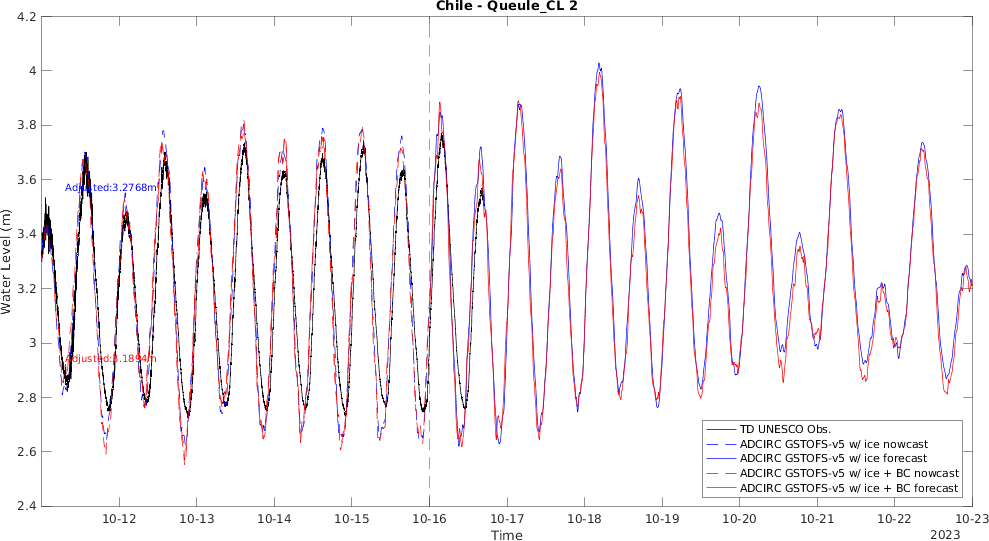 Chile - Queule_CL 2
4.2
4
3.8
3.6
3.4
3.2
3
2.8
2.6
2.4
Water Level (m)
Adjusted:3.2768m
Adjusted:3.1894m
TD UNESCO Obs.
ADCIRC GSTOFS-v5 w/ ice nowcast
ADCIRC GSTOFS-v5 w/ ice forecast
ADCIRC GSTOFS-v5 w/ ice + BC nowcast
ADCIRC GSTOFS-v5 w/ ice + BC forecast
10-12 10-13 10-14 10-15 10-16 10-17 10-18 10-19 10-20 10-21 10-22 10-23
Time
2023